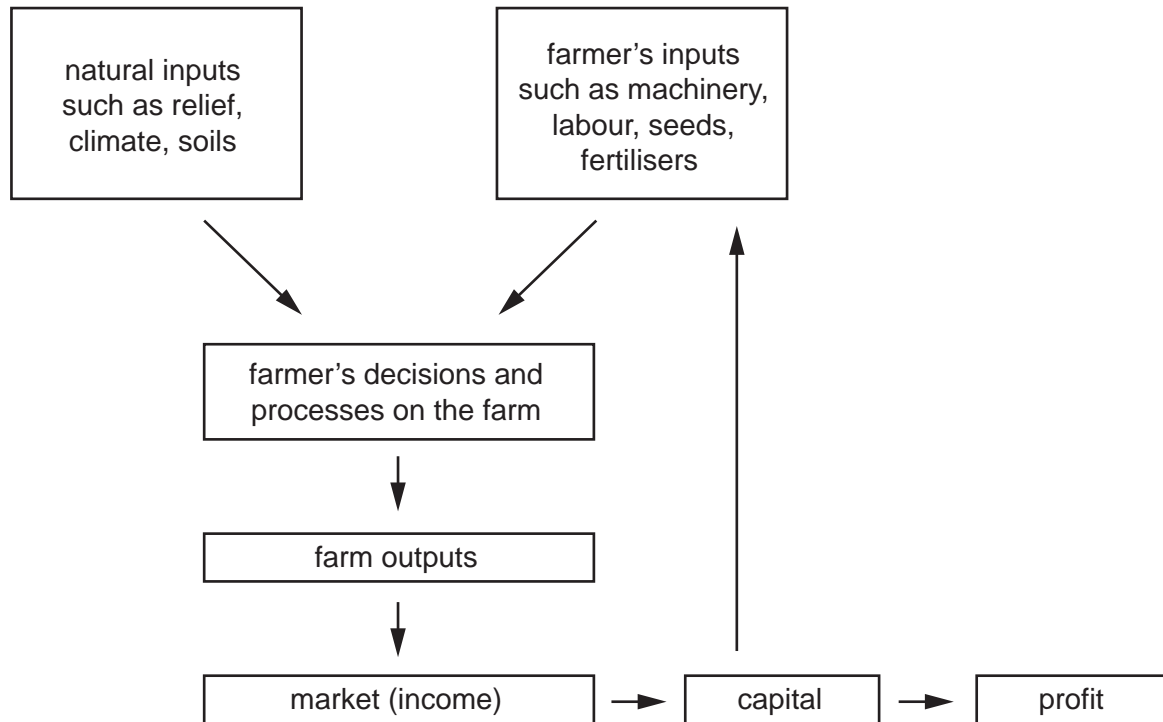 natural inputs
such as relief,
climate, soils
farmer’s inputs
such as machinery,
labour, seeds,
fertilisers
farmer’s decisions and
processes on the farm
farm outputs
market (income)
capital
profit